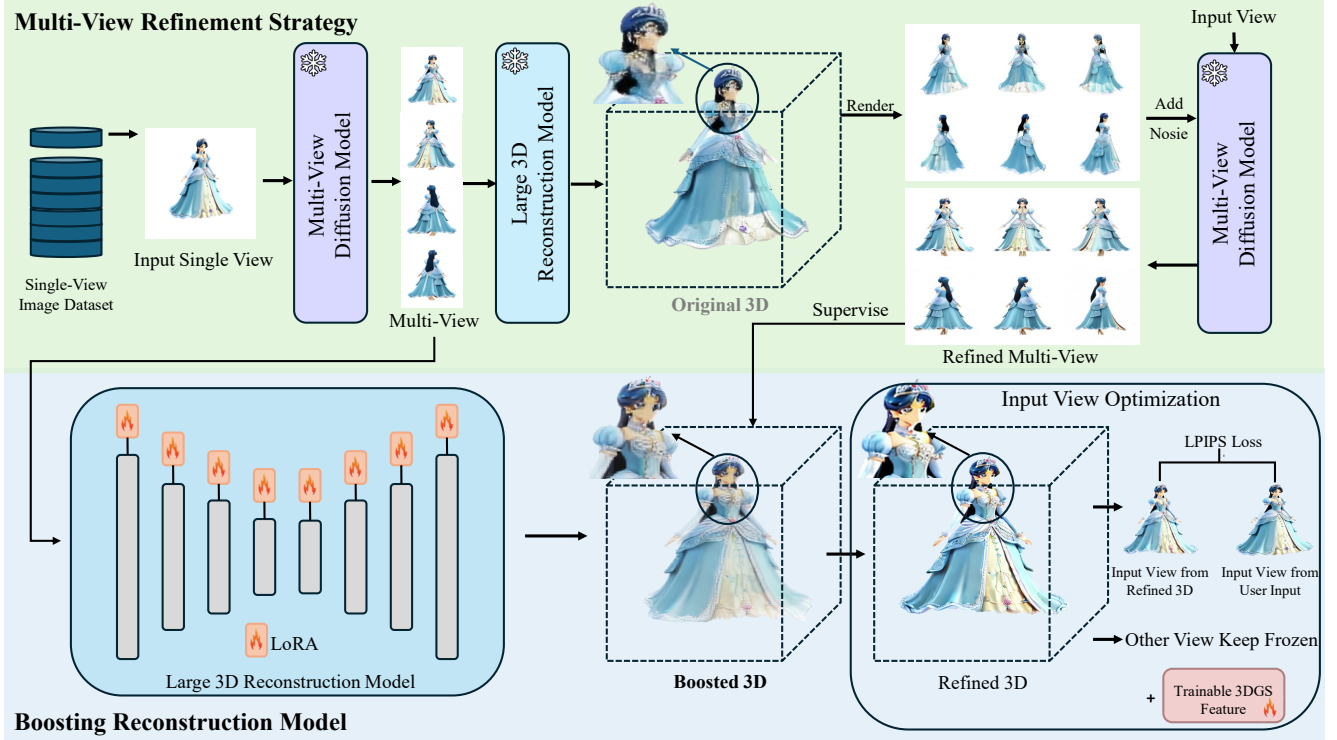 Multi-View Refinement Strategy
Input View
Multi-View
Diffusion Model
Large 3D
Reconstruction Model
Render
Add
Nosie
Multi-View
Diffusion Model
Input Single View
Single-View
Image Dataset
Multi-View
Original 3D
Supervise
Refined Multi-View
Input View Optimization
LPIPS Loss
Input View from
Refined 3D
Input View from
User Input
LoRA
Other View Keep Frozen
Large 3D Reconstruction Model
Boosted 3D
Refined 3D
+
Trainable 3DGS
Feature
Boosting Reconstruction Model